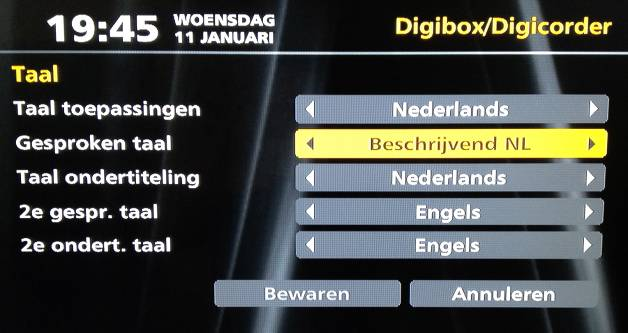 19:45 WOENSDAG
11 JANUARI
Digibox/Digicorder
Taal
Taal toepassingen Nederlands
Gesproken taal Beschrijvend NL
Taal ondertiteling Nederlands
2e gespr. taal Engels
2e ondert. taal Engels
Bewaren Annuleren